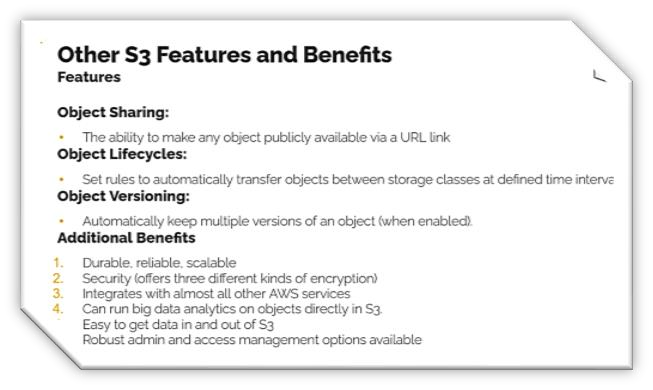 Other S3 Features and Benefits
Features
Object Sharing:
• The ability to make any object publicly available via a URL link
Object Lifecycles:
• Set rules to automatically transfer objects between storage classes at defined time interva
Object Versioning:
• Automatically keep multiple versions of an object (when enabled).
Additional Benefits
1. Durable, reliable, scalable
2. Security (offers three different kinds of encryption)
3. Integrates with almost all other AWS services
4. Can run big data analytics on objects directly in S3.
Easy to get data in and out of S3
Robust admin and access management options available